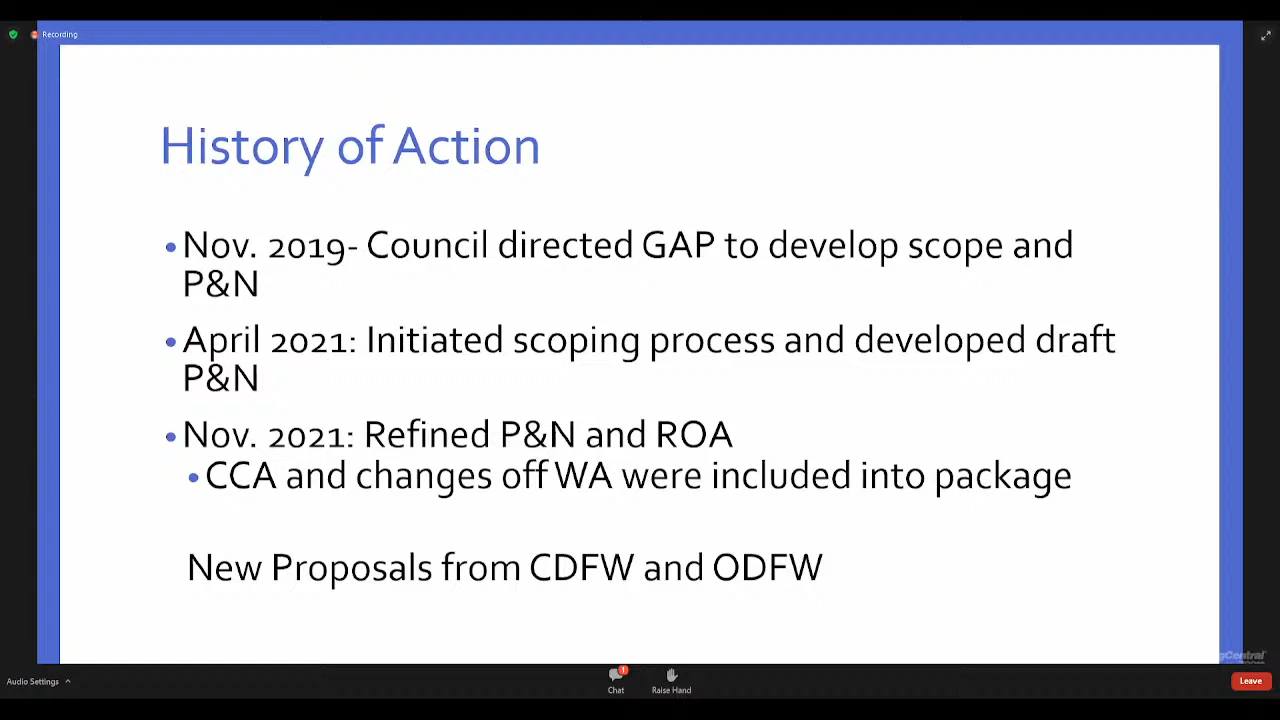 Recording
History of Action
•Nov. 2019- Council directed GAP to develop scope and
P&N
•April 2021: Initiated scoping process and developed draft
P&N
•Nov. 2021: Refined P&N and ROA
•CCA and changes off WA were included into package
New Proposals from CDFW and ODFW
Audio Settings
1
Chat
Raise Hand
Leave